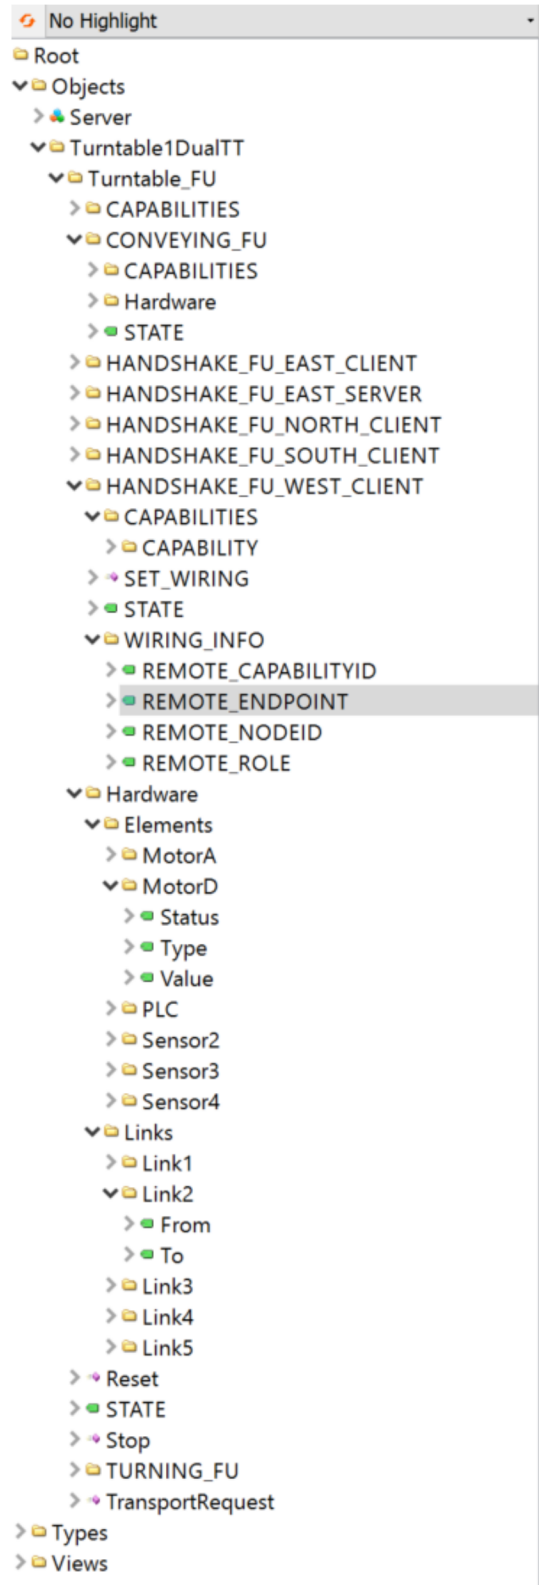 No Highlight
Root
Objects
Server
Turntable1DualTT
Turntable_FU
CAPABILITIES
CONVEYING_FU
CAPABILITIES
Hardware
STATE
HANDSHAKE_FU_EAST_CLIENT
HANDSHAKE_FU_EAST_SERVER
HANDSHAKE_FU_NORTH_CLIENT
HANDSHAKE_FU_SOUTH_CLIENT
HANDSHAKE_FU_WEST_CLIENT
CAPABILITIES
CAPABILITY
SET_WIRING
STATE
WIRING_INFO
REMOTE_CAPABILITYID
REMOTE_ENDPOINT
REMOTE_NODEID
REMOTE_ROLE
Hardware
Elements
MotorA
MotorD
Status
Type
Value
PLC
Sensor2
Sensor3
Sensor4
Links
Link1
Link2
From
To
Link3
Link4
Link5
Reset
STATE
Stop
TURNING_FU
TransportRequest
Types
Views